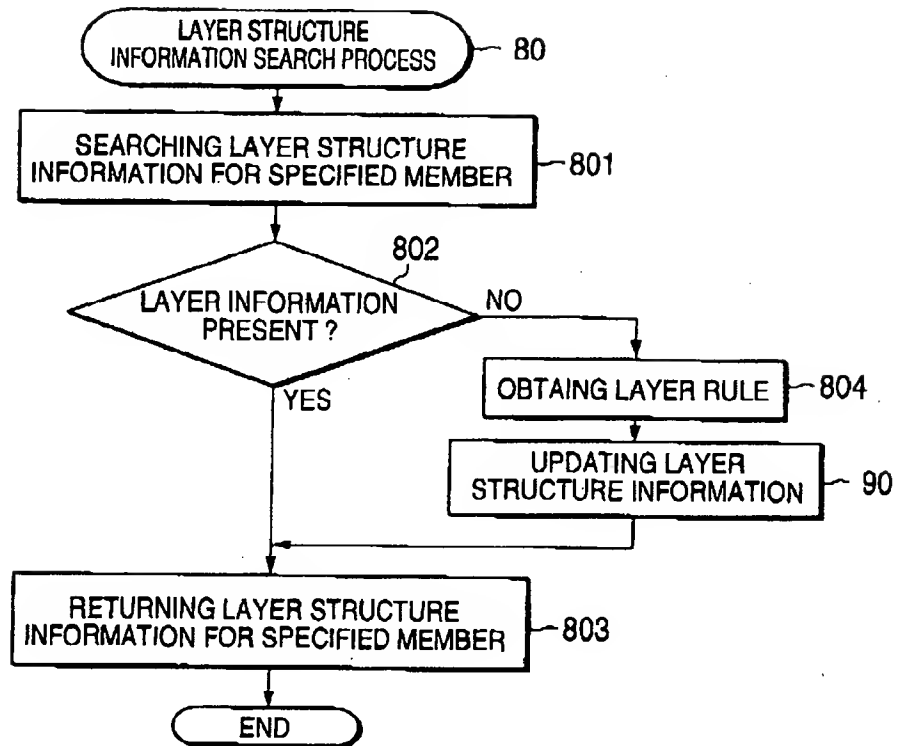 LAYER STRUCTURE
INFORMATION SEARCH PROCESS
80
SEARCHING LAYER STRUCTURE
INFORMATION FOR SPECIFIED MEMBER
801
802
LAYER INFORMATION
PRESENT ?
NO
YES
OBTAING LAYER RULE
804
UPDATING LAYER
STRUCTURE INFORMATION
90
RETURNING LAYER STRUCTURE
INFORMATION FOR SPECIFIED MEMBER
803
END